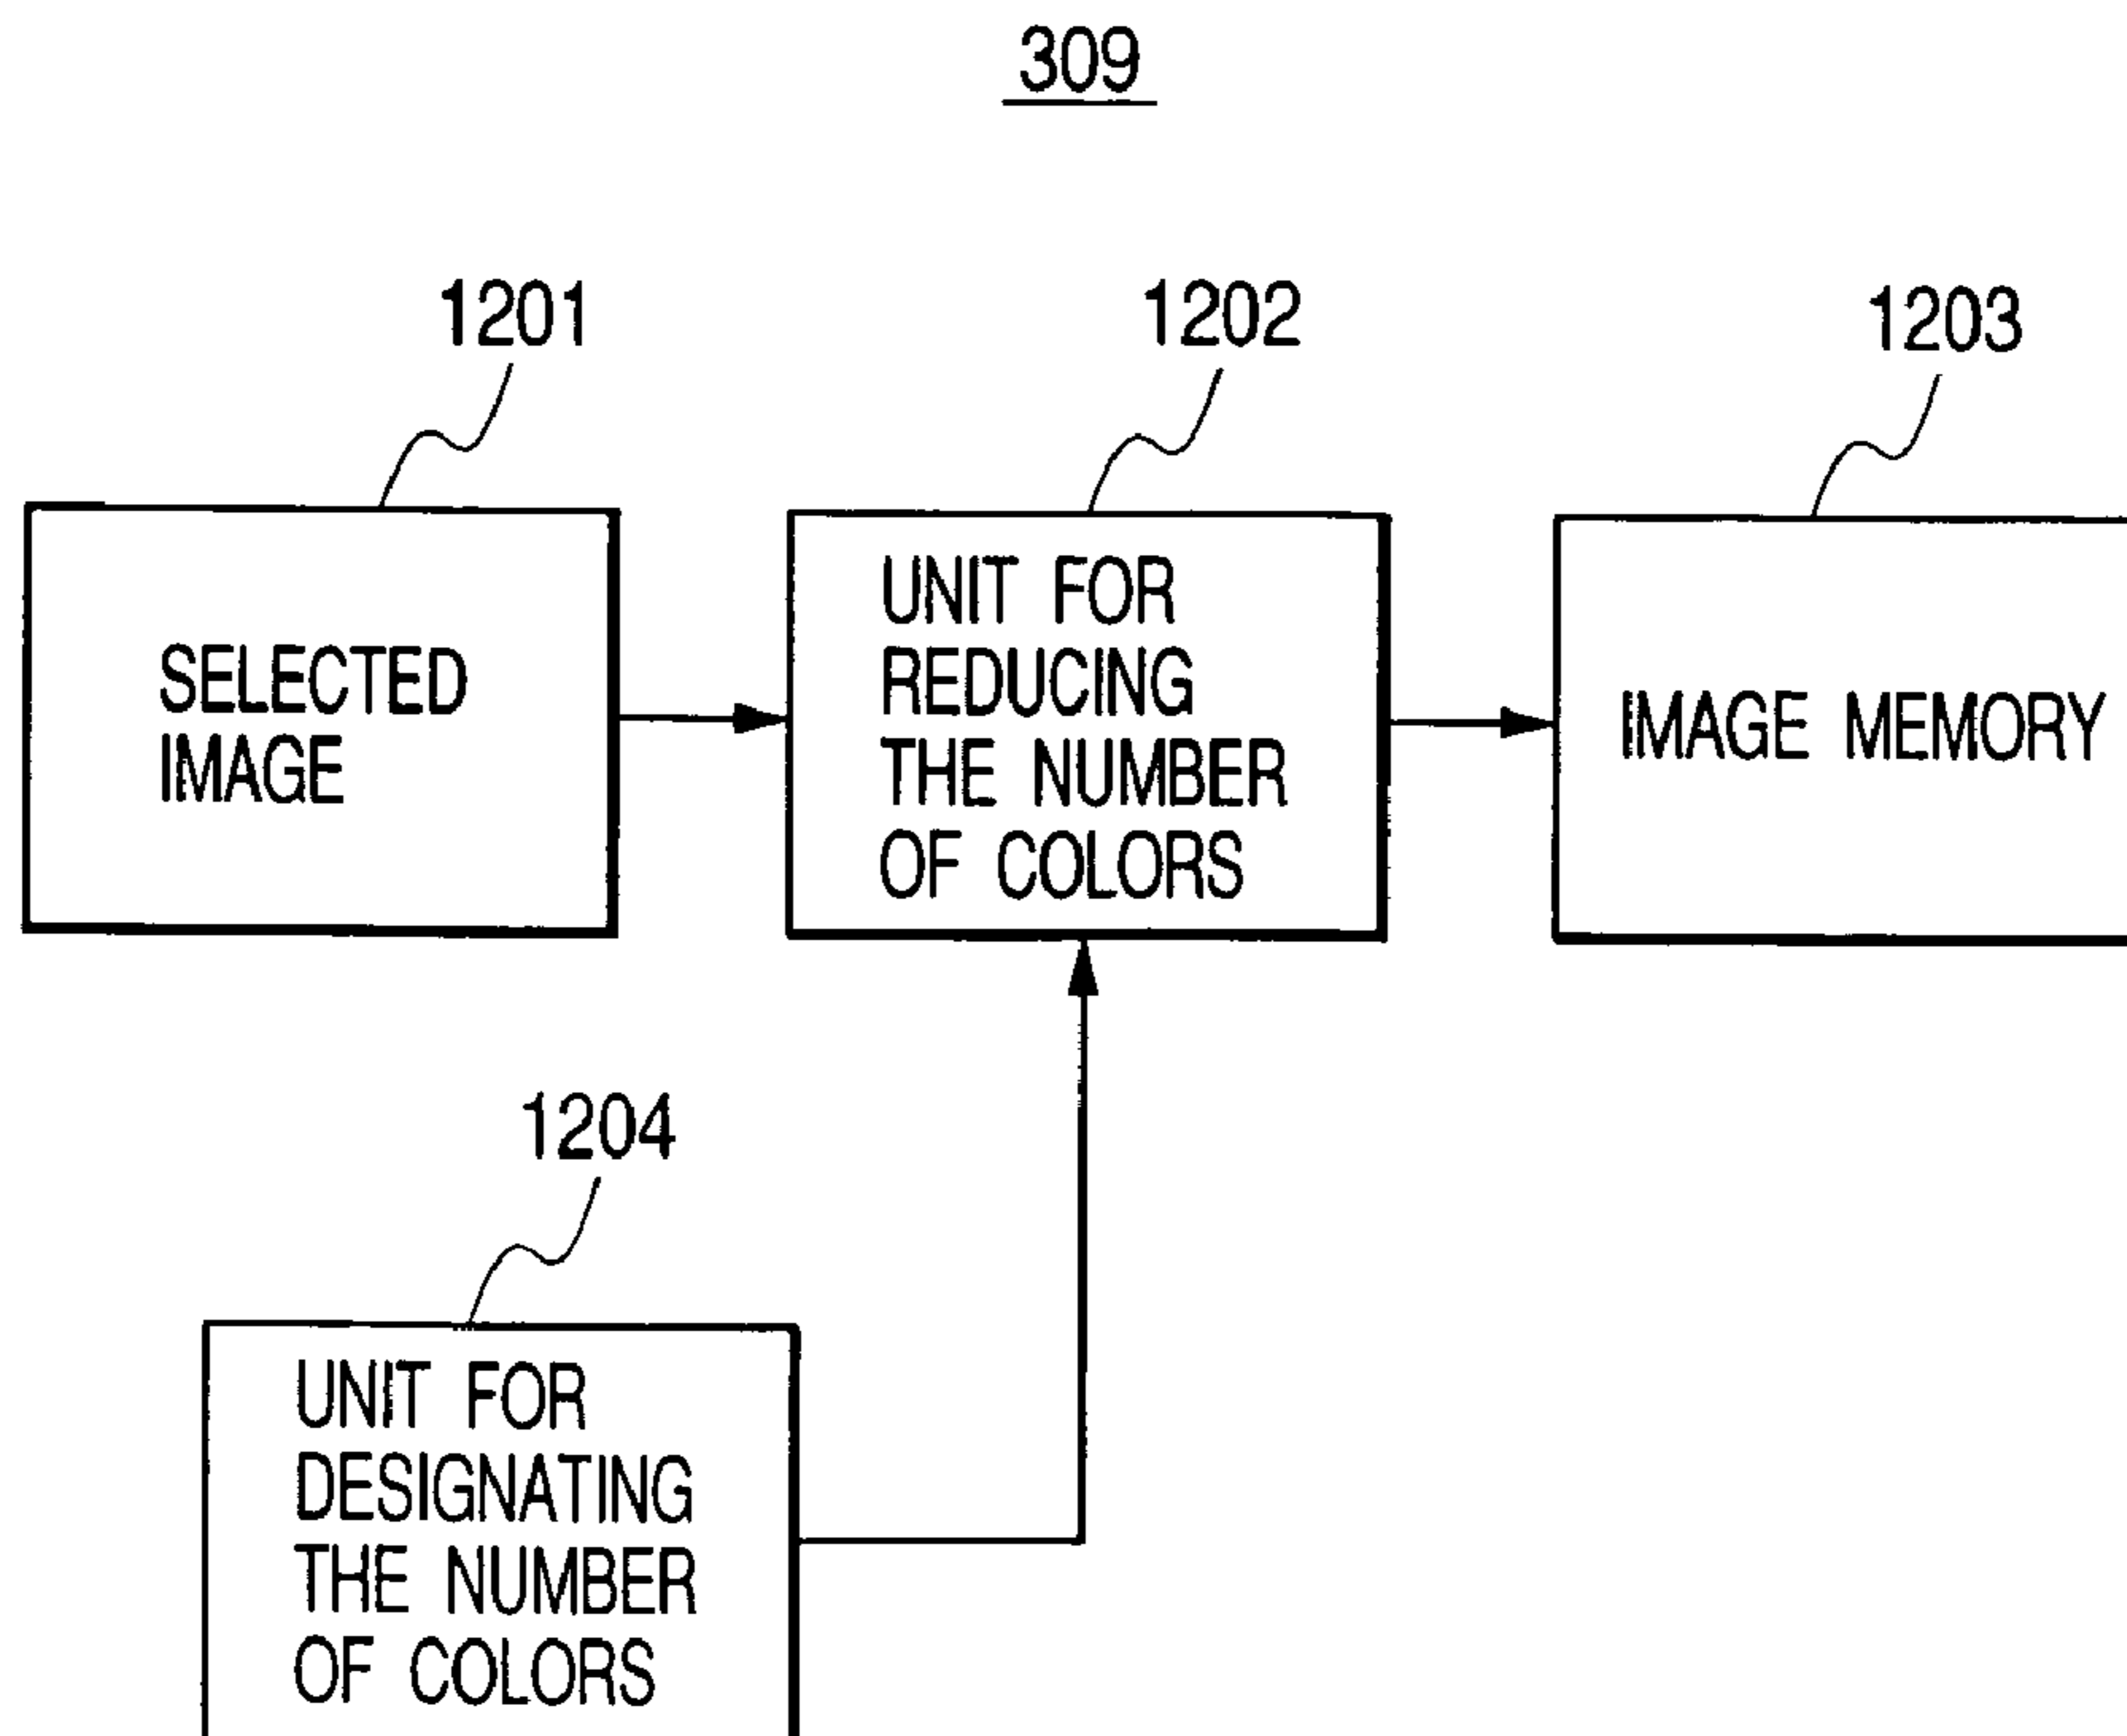 309
1201
1202
1203
SELECTED
IMAGE
UNIT FOR
REDUCING
THE NUMBER
OF COLORS
IMAGE MEMORY
1204
UNIT FOR
DESIGNATING
THE NUMBER
OF COLORS